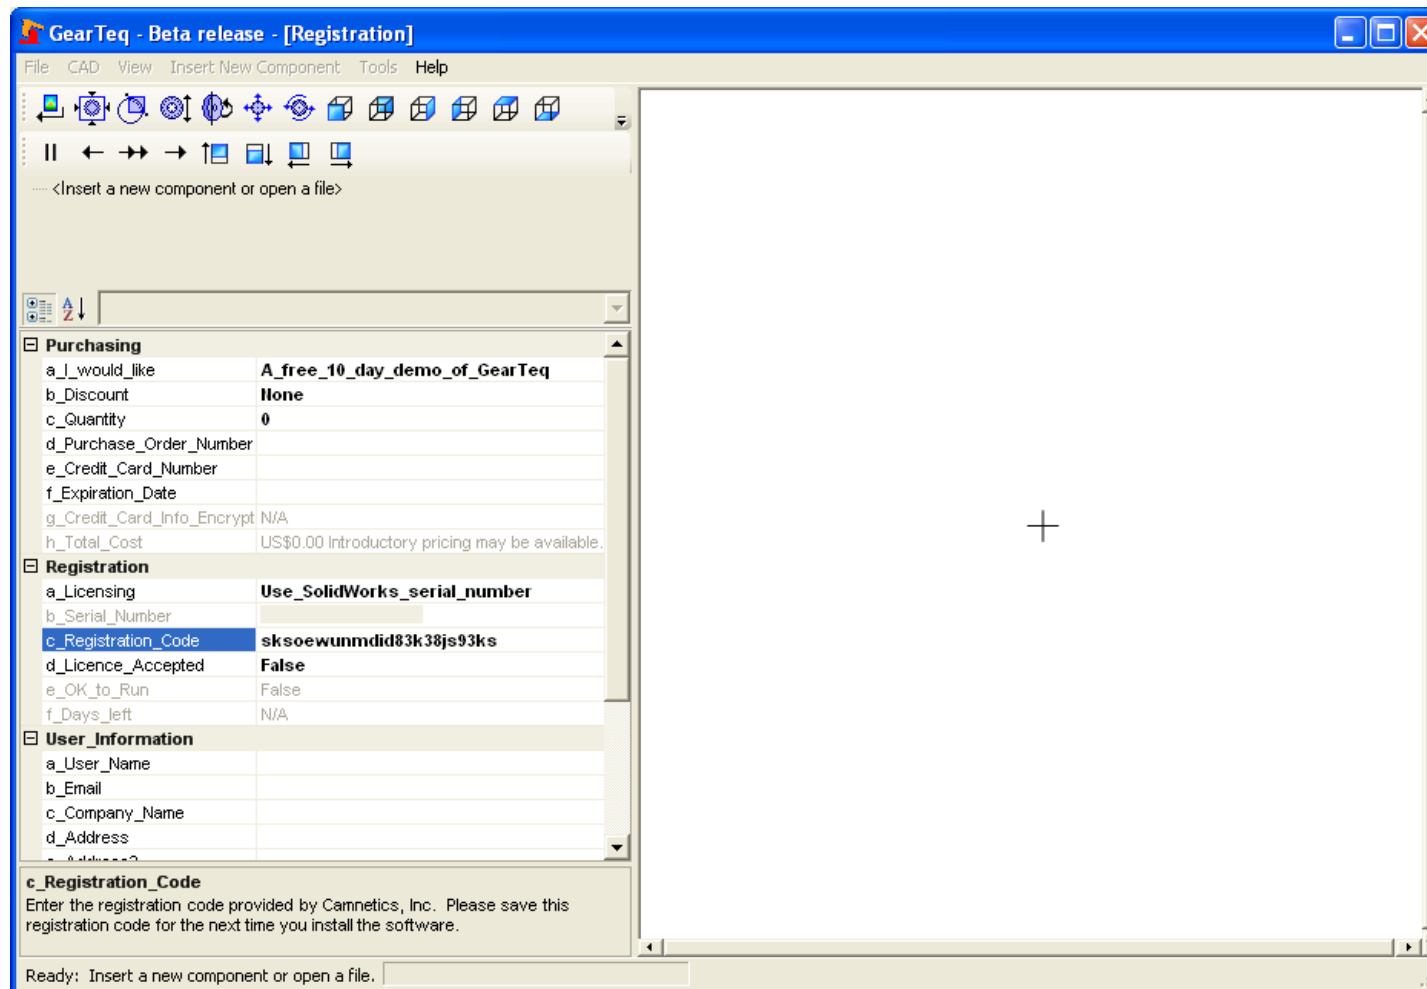 GearTeq - Beta release - [Registration]
File CAD View Insert New Component Tools Help
<Insert a new component or open a file>
A
Z
Purchasing
a_I_would_like A_free_10_day_demo_of_GearTeq
b_Discount None
c_Quantity 0
d_Purchase_Order_Number
e_Credit_Card_Number
f_Expiration_Date
g_Credit_Card_Info_Encrypt N/A
h_Total_Cost US$0.00 Introductory pricing may be available.
Registration
a_Licensing Use_SolidWorks_serial_number
b_Serial_Number
c_Registration_Code sksoewunmdid83k38js93ks
d_Licence_Accepted False
e_OK_to_Run False
f_Days_left N/A
User_Information
a_User_Name
b_Email
c_Company_Name
d_Address
c_Registration_Code
Enter the registration code provided by Camnetics, Inc. Please save this
registration code for the next time you install the software.
Ready: Insert a new component or open a file.